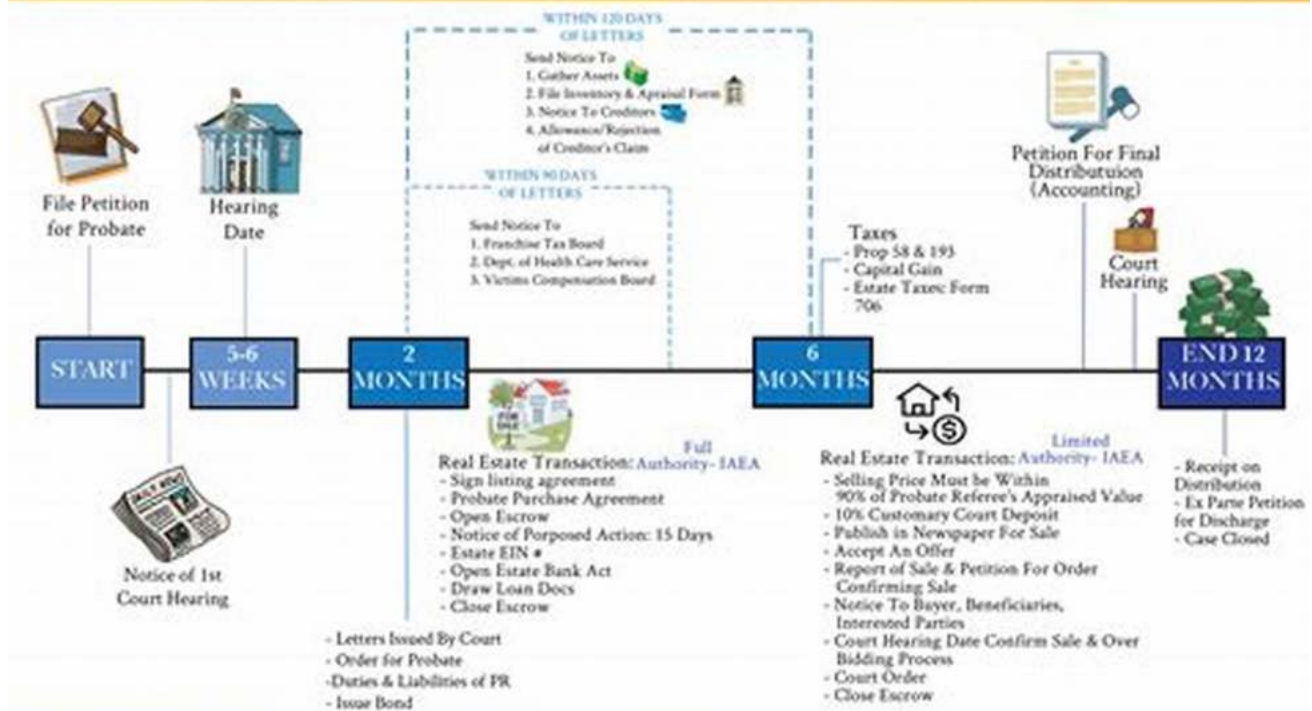 WITHIN 120 DAYS
OF LETTERS
Send Notice To
1. Gather Assets
2. File Inventory & Apraisal Form
3. Notice To Creditors
4. Allowance/Rejection
of Creditor's Claim
WITHIN 90 DAYS
OF LETTERS
Send Notice To
1. Franchise Tax Board
2. Dept. of Health Care Service
3. Victims Compensation Board
File Petition
for Probate
Hearing
Date
Taxes
- Prop 58 & 193
- Capital Gain
- Estate Taxes: Form
706
Petition For Final
Distributuion
(Accounting)
Court
Hearing
START
5-6
WEEKS
2
MONTHS
6
MONTHS
END 12
MONTHS
DAILY NEWS
Notice of 1st
Court Hearing
- Letters Issued By Court
- Order for Probate
-Duties & Liabilities of PR
- Issue Bond
FOR
SALE
Full
Real Estate Transaction: Authority- IAEA
- Sign listing agreement
- Probate Purchase Agreement
- Open Escrow
- Notice of Porposed Action: 15 Days
- Estate EIN #
- Open Estate Bank Act
- Draw Loan Docs
- Close Escrow
Limited
Real Estate Transaction: Authority- IAEA
- Selling Price Must be Within
90% of Probate Referee's Appraised Value
- 10% Customary Court Deposit
- Publish in Newspaper For Sale
- Accept An Offer
- Report of Sale & Petition For Order
Confirming Sale
- Notice To Buyer, Beneficiaries,
Interested Parties
- Court Hearing Date Confirm Sale & Over
Bidding Process
- Court Order
- Close Escrow
- Receipt on
Distribution
- Ex Parte Petition
for Discharge
- Case Closed